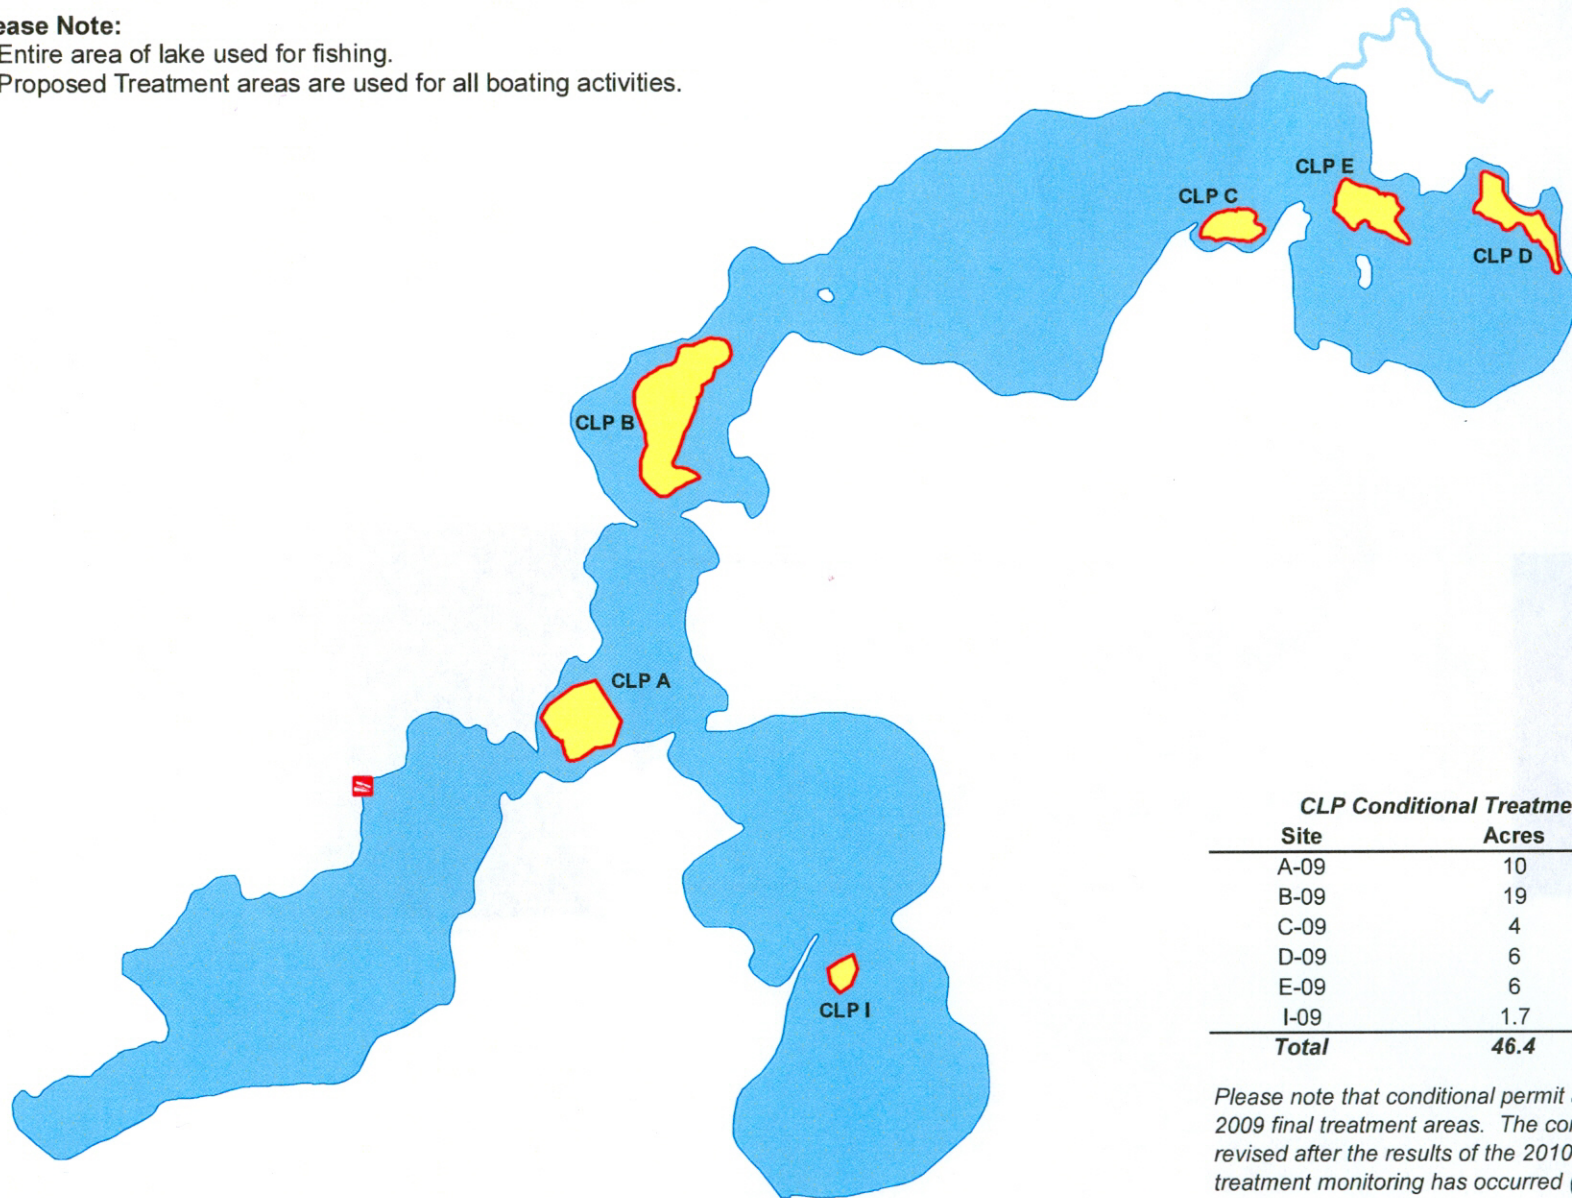 ease Note:
Entire area of lake used for fishing.
Proposed Treatment areas are used for all boating activities.
CLP E
CLP C
CLP D
CLP B
CLP A
CLP I
CLP Conditional Treatme
Site Acres
A-09 10
B-09 19
C-09 4
D-09 6
E-09 6
I-09 1.7
Total 46.4
Please note that conditional permit
2009 final treatment areas. The co
revised after the results of the 2010
treatment monitoring has occurred (